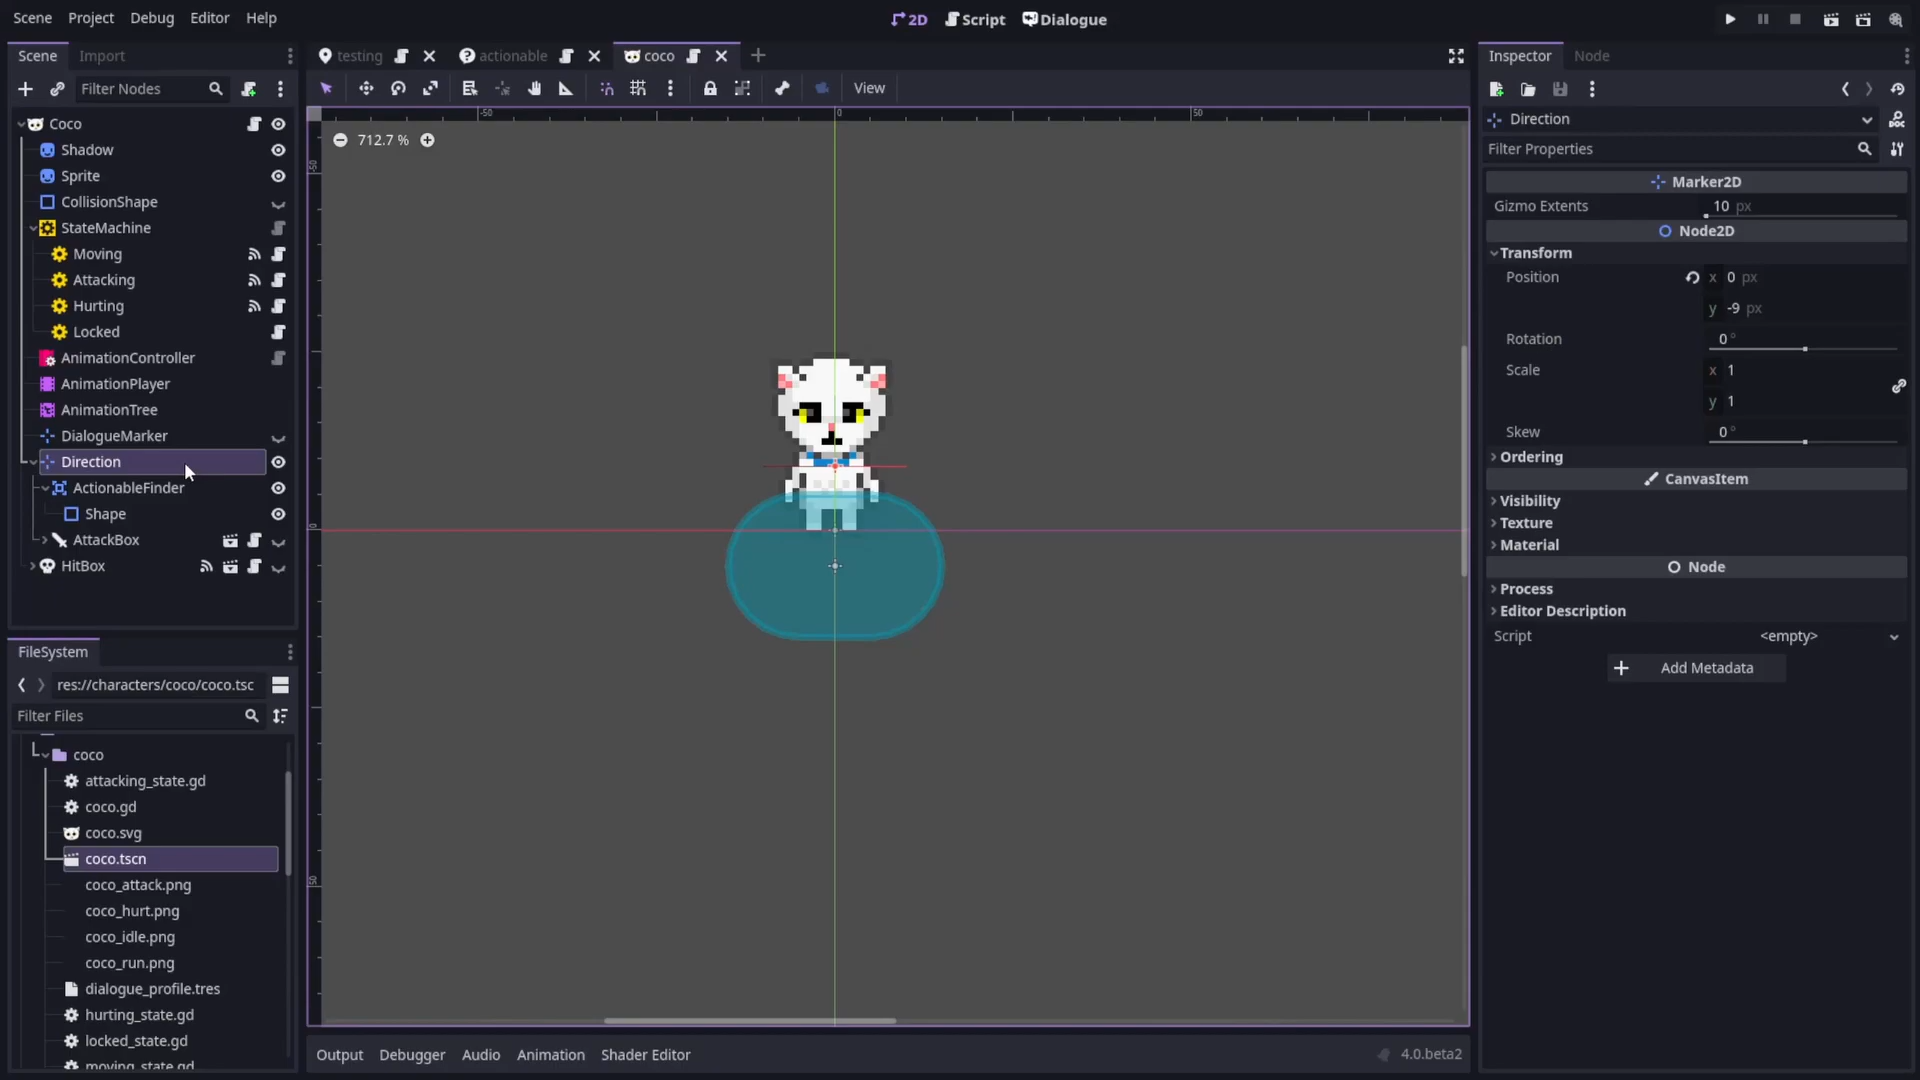 Scene Project Debug Editor Help
2D Script Dialogue
Scene Import
Filter Nodes
Coco
Shadow
Sprite
CollisionShape
StateMachine
Moving
Attacking
Hurting
Locked
AnimationController
AnimationPlayer
AnimationTree
DialogueMarker
Direction
ActionableFinder
Shape
AttackBox
HitBox
FileSystem
res://characters/coco/coco.tsc
Filter Files
coco
attacking_state.gd
coco.gd
coco.svg
coco.tscn
coco_attack.png
coco_hurt.png
coco_idle.png
coco_run.png
dialogue_profile.tres
hurting_state.gd
locked_state.gd
moving_state.gd
testing actionable coco
View
-50 0 50
712.7 %
Output Debugger Audio Animation Shader Editor
4.0.beta2
Inspector Node
Direction
Filter Properties
Marker2D
Gizmo Extents 10 px
Node2D
Transform
Position x 0 px
y -9 px
Rotation 0 °
Scale x 1
y 1
Skew 0 °
Ordering
CanvasItem
Visibility
Texture
Material
Node
Process
Editor Description
Script <empty>
Add Metadata